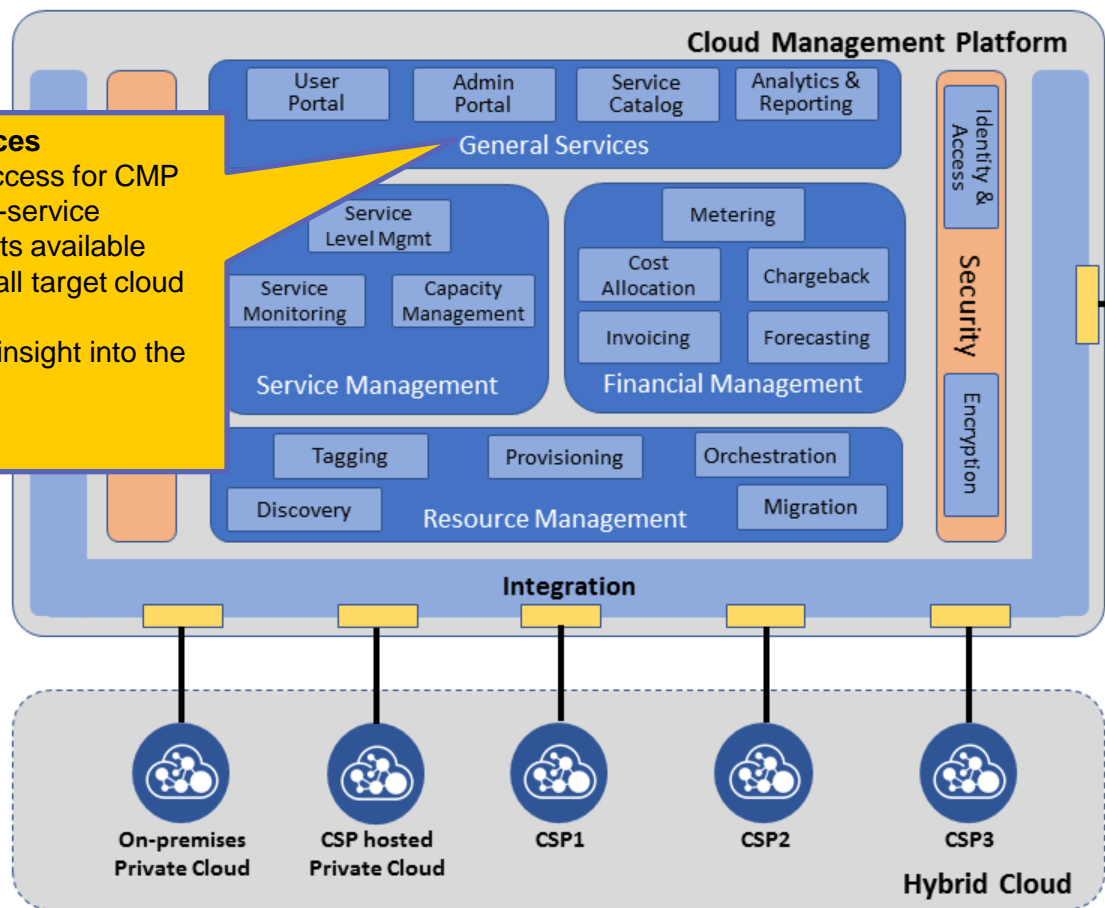 Cloud Management Platform
User
Portal
Admin
Portal
Service
Catalog
Analytics &
Reporting
General Services
ces
ccess for CMP
-service
ts available
all target cloud
insight into the
Service
Level Mgmt
Service
Monitoring
Capacity
Management
Service Management
Metering
Cost
Allocation
Chargeback
Invoicing
Forecasting
Financial Management
Identity &
Access
Security
Encryption
Tagging
Provisioning
Orchestration
Discovery
Migration
Resource Management
Integration
On-premises
Private Cloud
CSP hosted
Private Cloud
CSP1
CSP2
CSP3
Hybrid Cloud